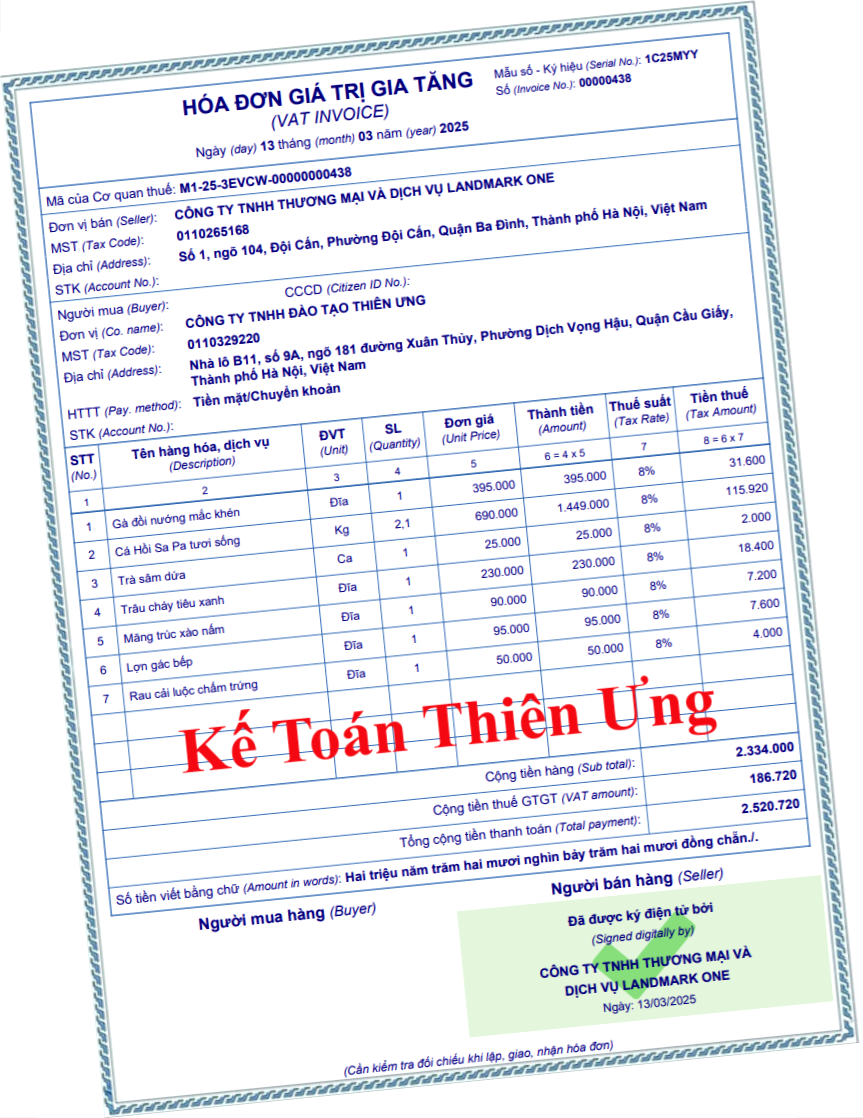 HÓA ĐƠN GIÁ TRỊ GIA TĂNG
(VAT INVOICE)
Ngày (day) 13 tháng (month) 03 năm (year) 2025
Mẫu số - Ký hiệu (Serial No.): 1C25MYY
Số (Invoice No.): 00000438
Mã của Cơ quan thuế: M1-25-3EVCW-00000000438
Đơn vị bán (Seller): CÔNG TY TNHH THƯƠNG MẠI VÀ DỊCH VỤ LANDMARK ONE
MST (Tax Code): 0110265168
Địa chỉ (Address): Số 1, ngõ 104, Đội Cấn, Phường Đội Cấn, Quận Ba Đình, Thành phố Hà Nội, Việt Nam
STK (Account No.):
Người mua (Buyer): CCCD (Citizen ID No.):
Đơn vị (Co. name): CÔNG TY TNHH ĐÀO TẠO THIÊN ƯNG
MST (Tax Code): 0110329220
Địa chỉ (Address): Nhà lô B11, số 9A, ngõ 181 đường Xuân Thủy, Phường Dịch Vọng Hậu, Quận Cầu Giấy,
Thành phố Hà Nội, Việt Nam
HTTT (Pay. method): Tiền mặt/Chuyển khoản
STK (Account No.):
STT Tên hàng hóa, dịch vụ ĐVT SL Đơn giá Thành tiền Thuế suất Tiền thuế
(No.) (Description) (Unit) (Quantity) (Unit Price) (Amount) (Tax Rate) (Tax Amount)
1 2 3 4 5 6 = 4 x 5 7 8 = 6 x 7
1 Gà đồi nướng mắc khén Đĩa 1 395.000 395.000 8% 31.600
2 Cá Hồi Sa Pa tươi sống Kg 2,1 690.000 1.449.000 8% 115.920
3 Trà sâm dứa Ca 1 25.000 25.000 8% 2.000
4 Trâu cháy tiêu xanh Đĩa 1 230.000 230.000 8% 18.400
5 Măng trúc xào nấm Đĩa 1 90.000 90.000 8% 7.200
6 Lợn gác bếp Đĩa 1 95.000 95.000 8% 7.600
7 Rau cải luộc chấm trứng Đĩa 1 50.000 50.000 8% 4.000
Kế Toán Thiên Ưng
Cộng tiền hàng (Sub total): 2.334.000
Cộng tiền thuế GTGT (VAT amount): 186.720
Tổng cộng tiền thanh toán (Total payment): 2.520.720
Số tiền viết bằng chữ (Amount in words): Hai triệu năm trăm hai mươi nghìn bảy trăm hai mươi đồng chẵn./.
Người mua hàng (Buyer)
Người bán hàng (Seller)
Đã được ký điện tử bởi
(Signed digitally by)
CÔNG TY TNHH THƯƠNG MẠI VÀ
DỊCH VỤ LANDMARK ONE
Ngày: 13/03/2025
(Cần kiểm tra đối chiếu khi lập, giao, nhận hóa đơn)